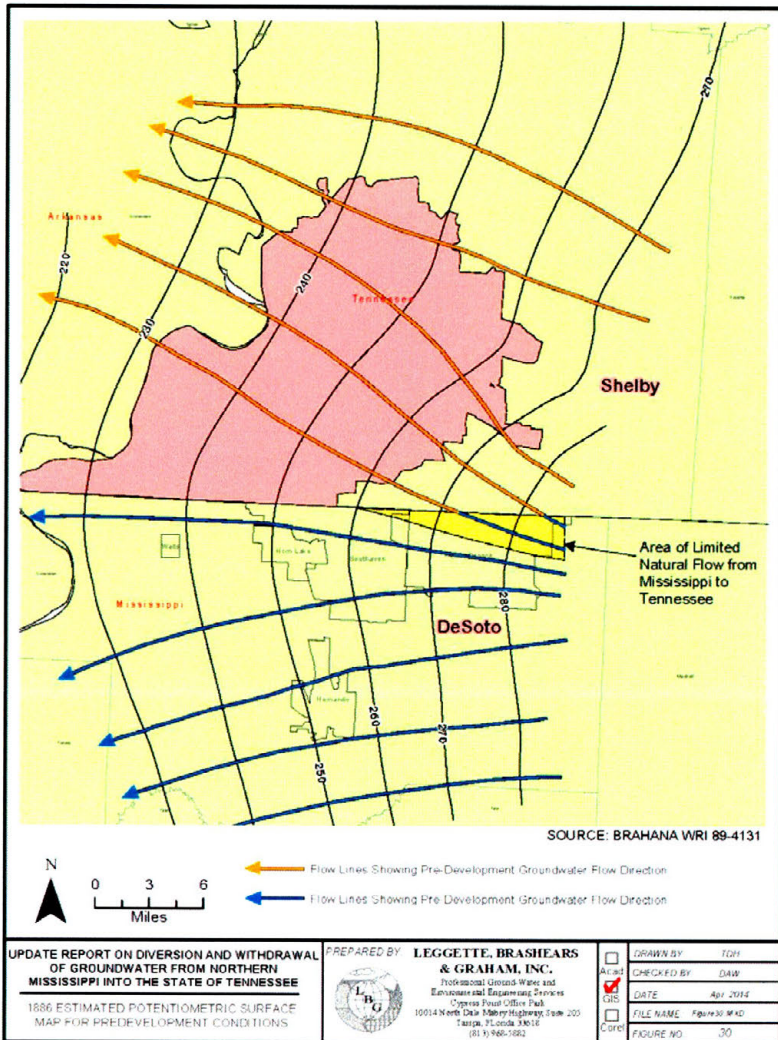 270
Arkansas
220
240
Tennessee
230
Shelby
Area of Limited
Natural Flow from
Mississippi to
Tennessee
Horn Lake
Southaven
Mississippi
280
DeSoto
Hernando
260
270
250
SOURCE: BRAHANA WRI 89-4131
N
0 3 6
Miles
Flow Lines Showing Pre-Development Groundwater Flow Direction
Flow Lines Showing Pre Development Groundwater Flow Direction
UPDATE REPORT ON DIVERSION AND WITHDRAWAL
OF GROUNDWATER FROM NORTHERN
MISSISSIPPI INTO THE STATE OF TENNESSEE
1886 ESTIMATED POTENTIOMETRIC SURFACE
MAP FOR PREDEVELOPMENT CONDITIONS
PREPARED BY:
LBG
LEGGETTE, BRASHEARS
& GRAHAM, INC.
Professional Ground-Water and
Environmental Engineering Services
Cypress Point Office Park
10014 North Dale Mabry Highway, Suite 205
Tampa, FLorida 33618
(813) 968-5882
Acad
GIS
Corel
DRAWN BY TDH
CHECKED BY DAW
DATE Apr 2014
FILE NAME Figure30.MXD
FIGURE NO. 30